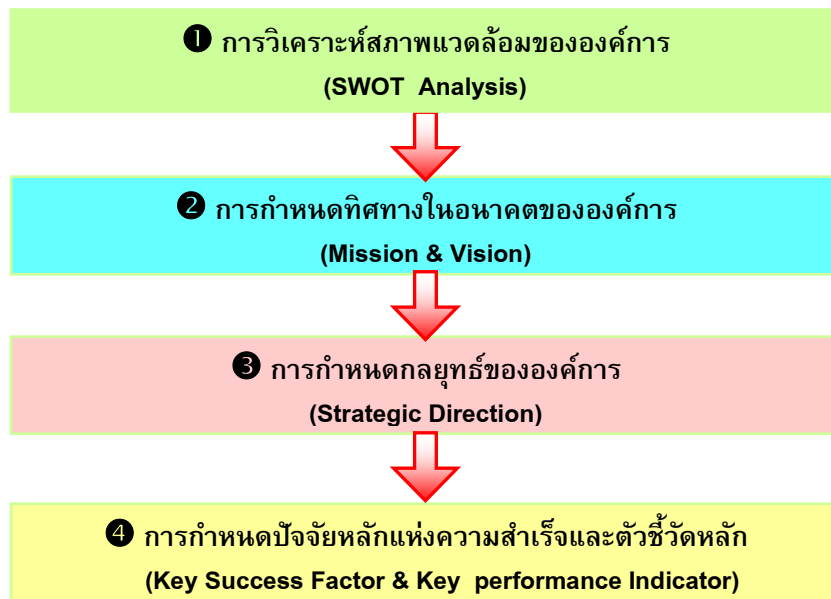 ❶ การวิเคราะห์สภาพแวดล้อมขององค์การ
(SWOT Analysis)
❷ การกำหนดทิศทางในอนาคตขององค์การ
(Mission & Vision)
❸ การกำหนดกลยุทธ์ขององค์การ
(Strategic Direction)
❹ การกำหนดปัจจัยหลักแห่งความสำเร็จและตัวชี้วัดหลัก
(Key Success Factor & Key performance Indicator)